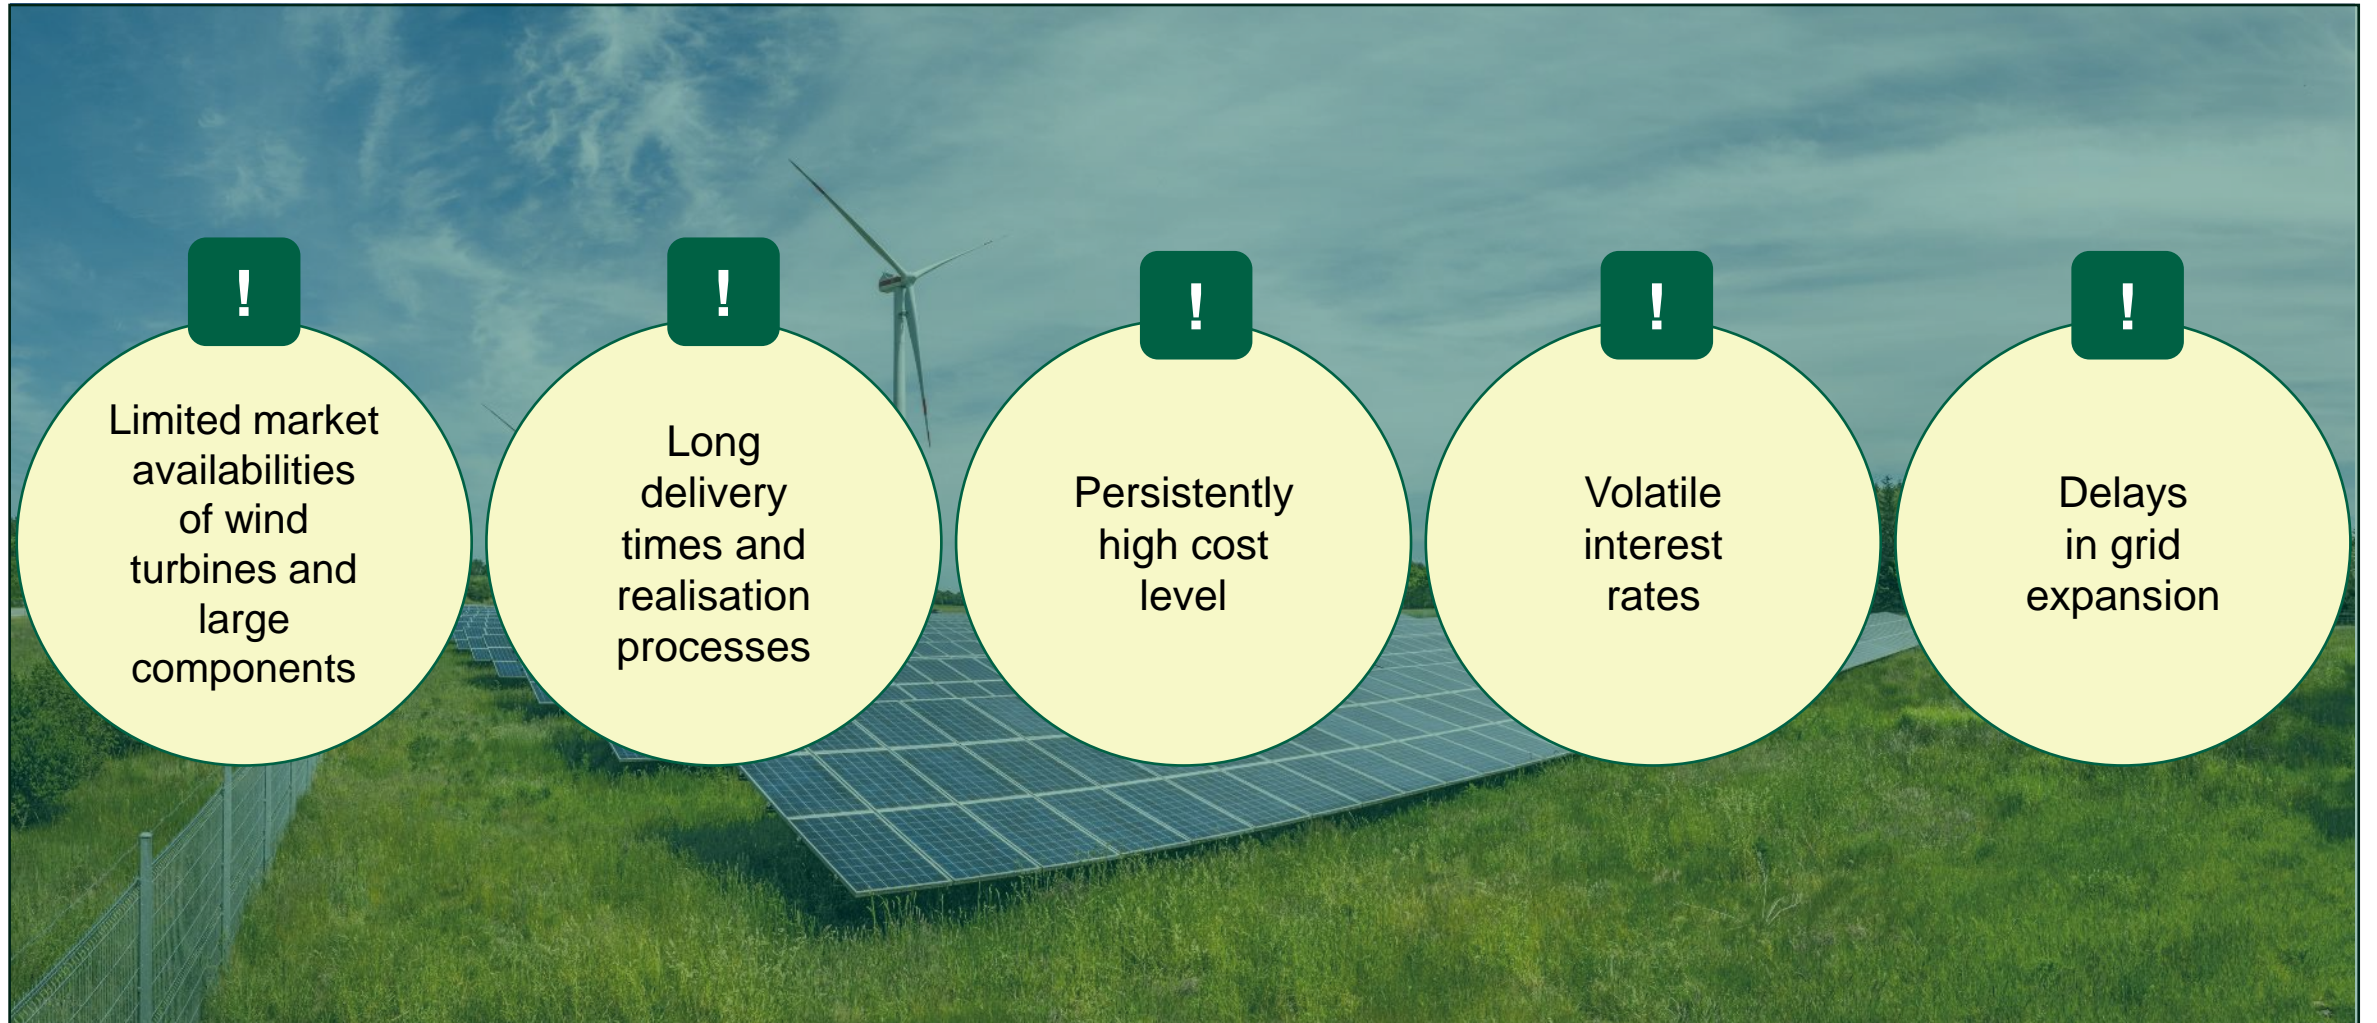 !
Limited market
availabilities
of wind
turbines and
large
components
!
Long
delivery
times and
realisation
processes
!
Persistently
high cost
level
!
Volatile
interest
rates
!
Delays
in grid
expansion